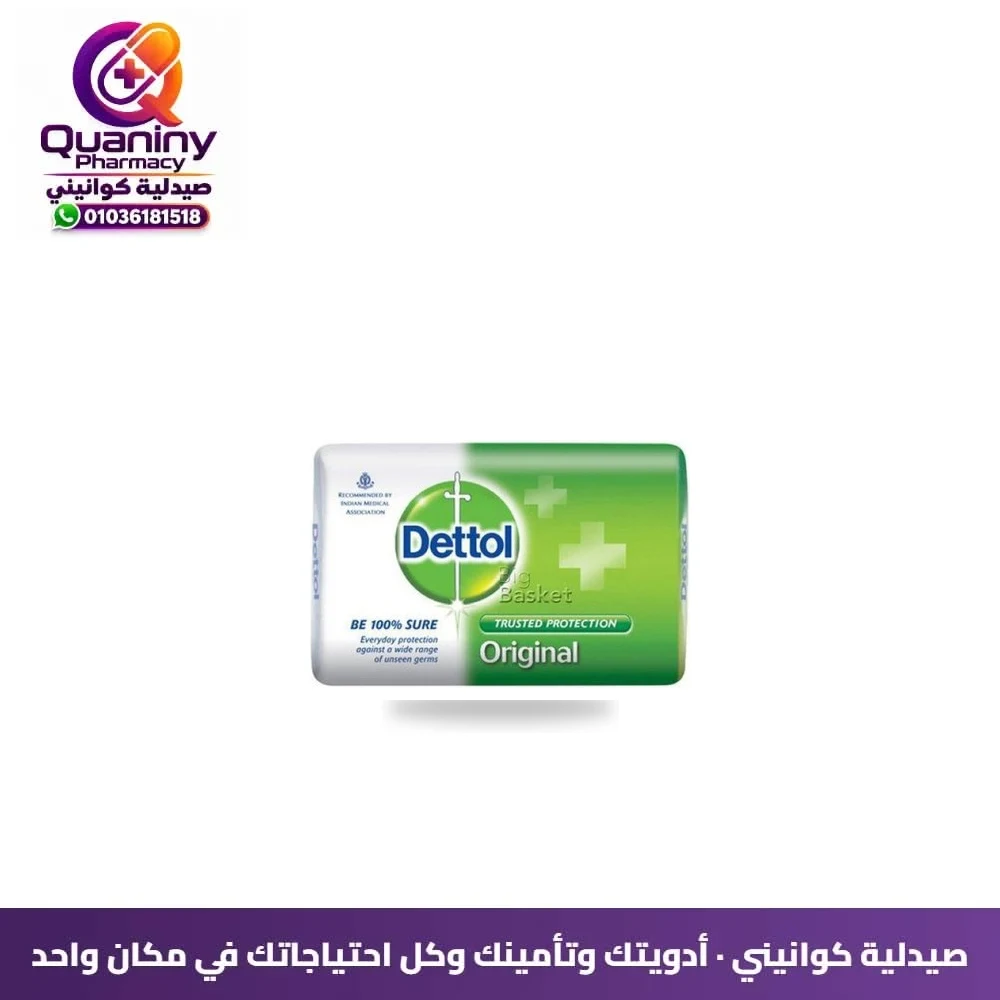 Quaniny
Pharmacy
صيدلية كوانيني
01036181518
RECOMMENDED BY
INDIAN MEDICAL
ASSOCIATION
Dettol
Dettol
Dettol
Big
Basket
BE 100% SURE
Everyday protection
against a wide range
of unseen germs
TRUSTED PROTECTION
Original
صيدلية كوانيني · أدويتك وتأمينك وكل احتياجاتك في مكان واحد